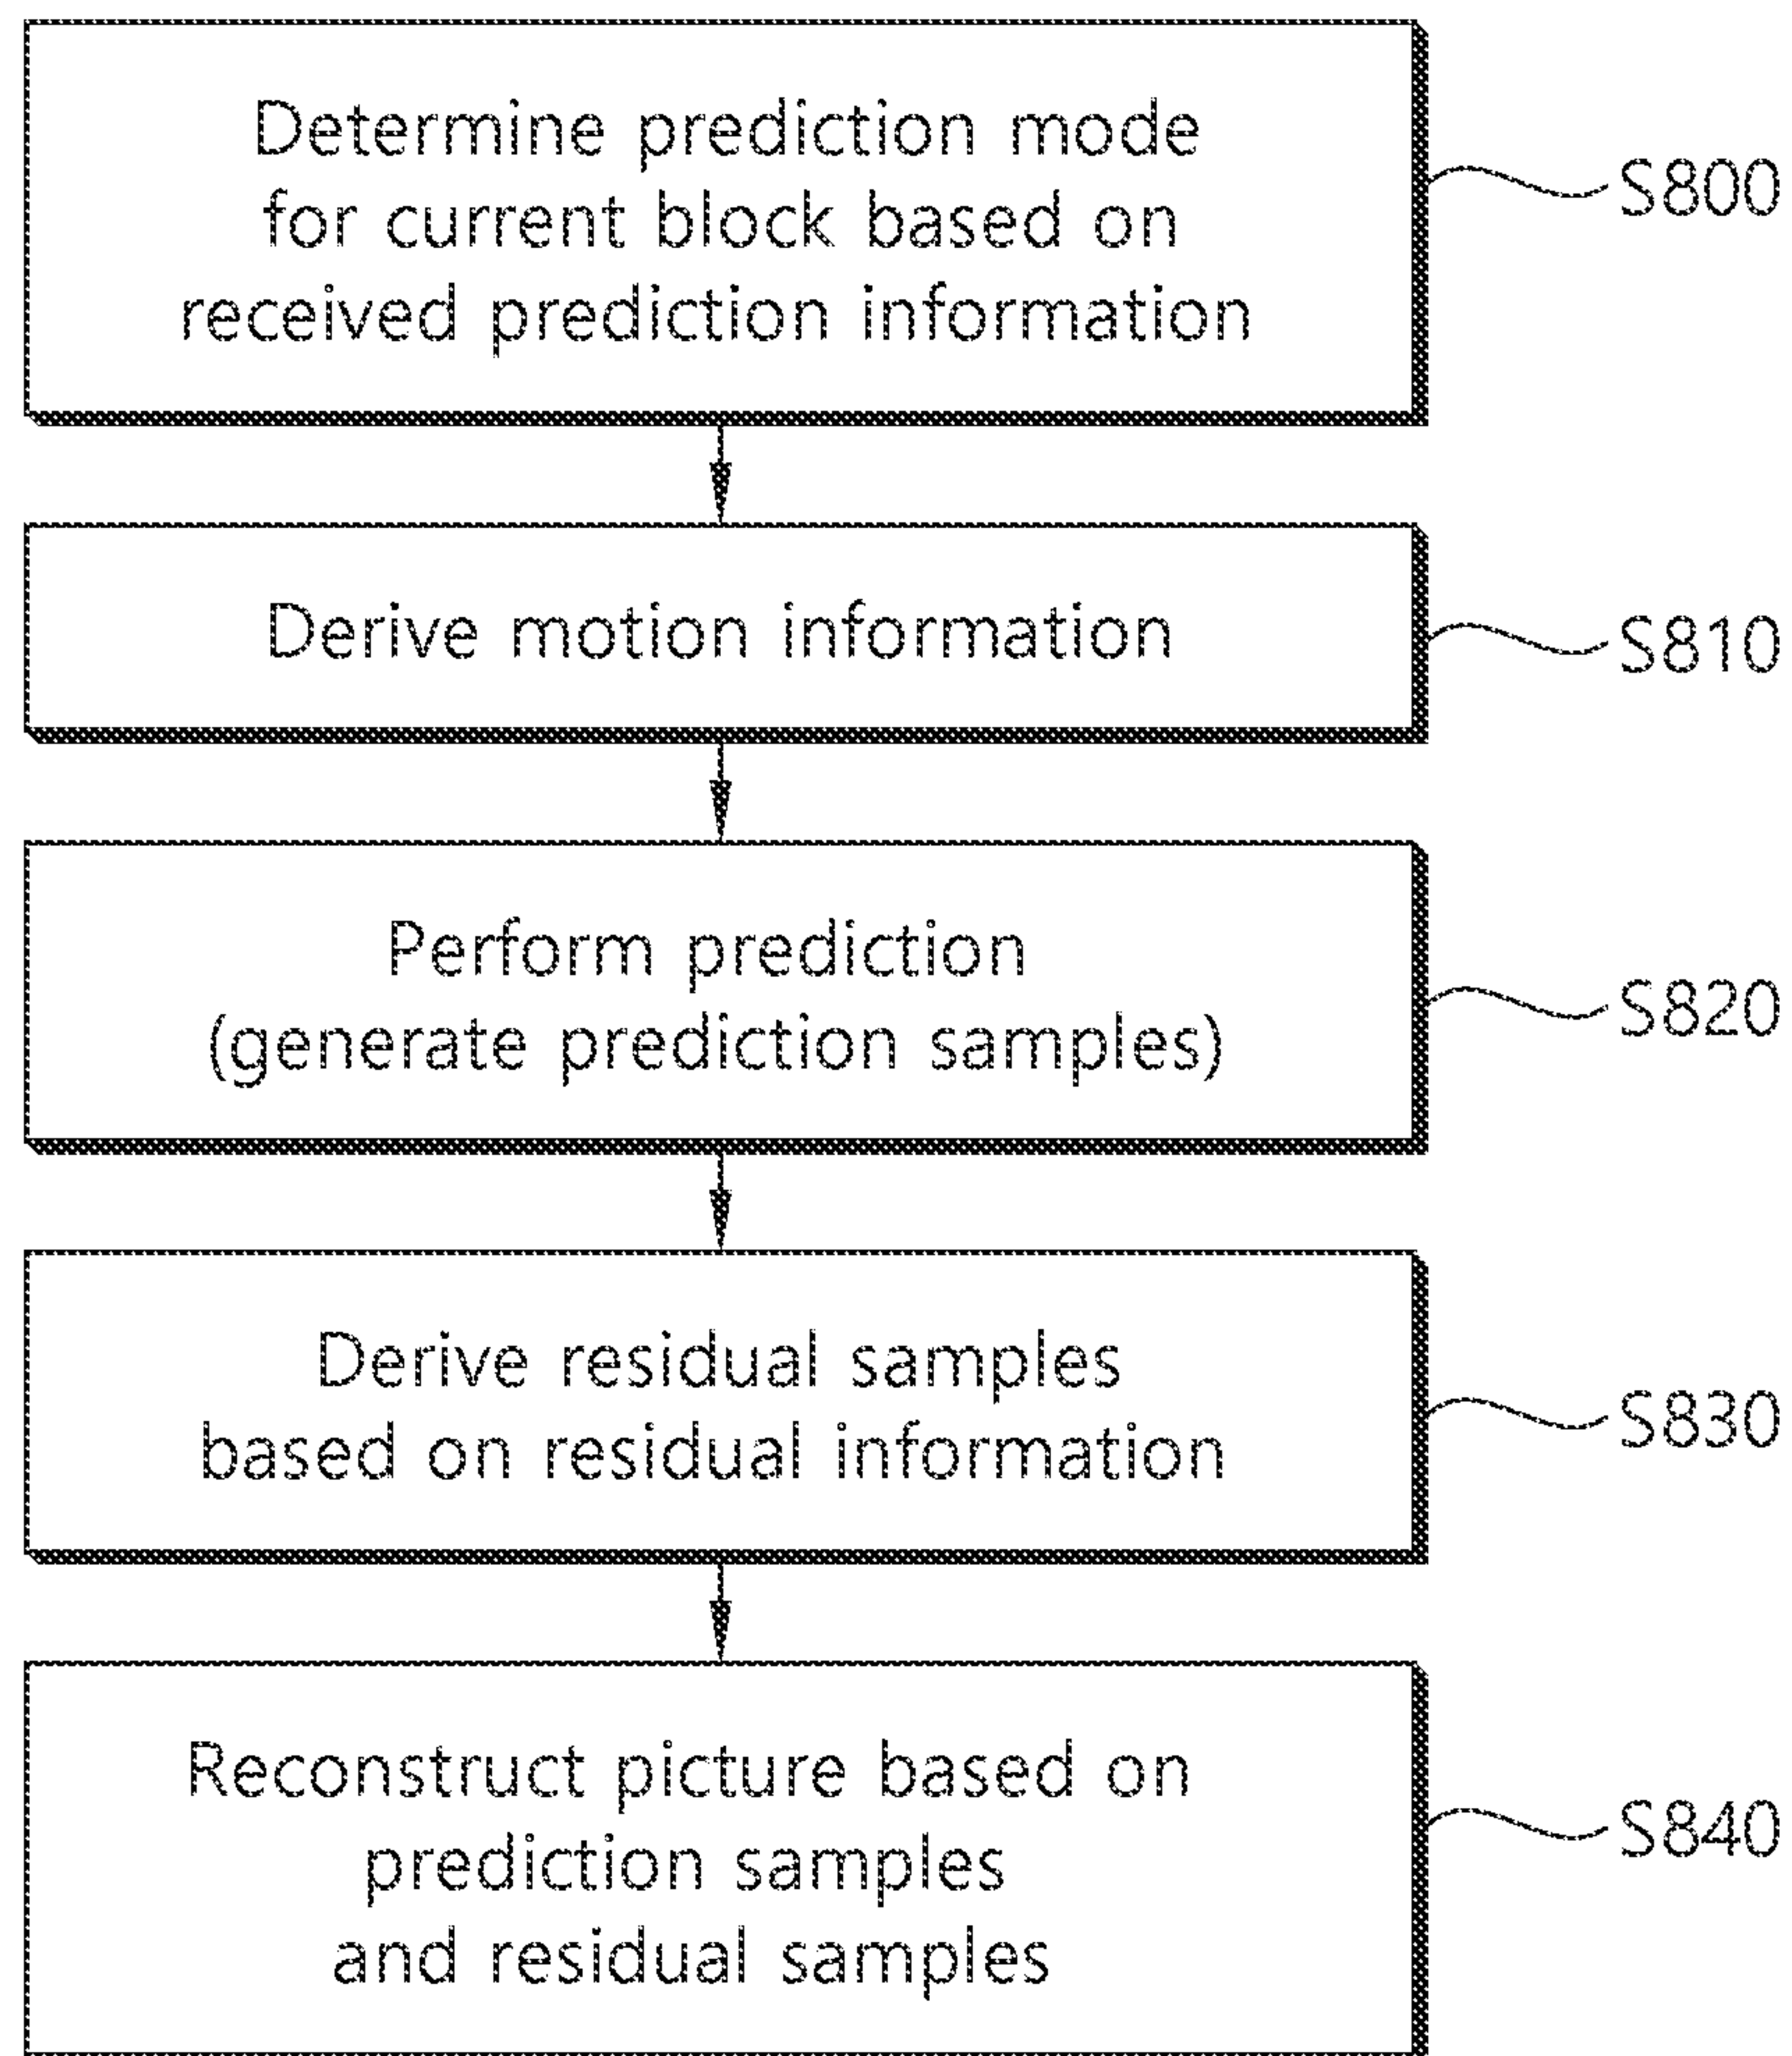 Determine prediction mode
for current block based on
received prediction information
S800
Derive motion information
S810
Perform prediction
(generate prediction samples)
S820
Derive residual samples
based on residual information
S830
Reconstruct picture based on
prediction samples
and residual samples
S840